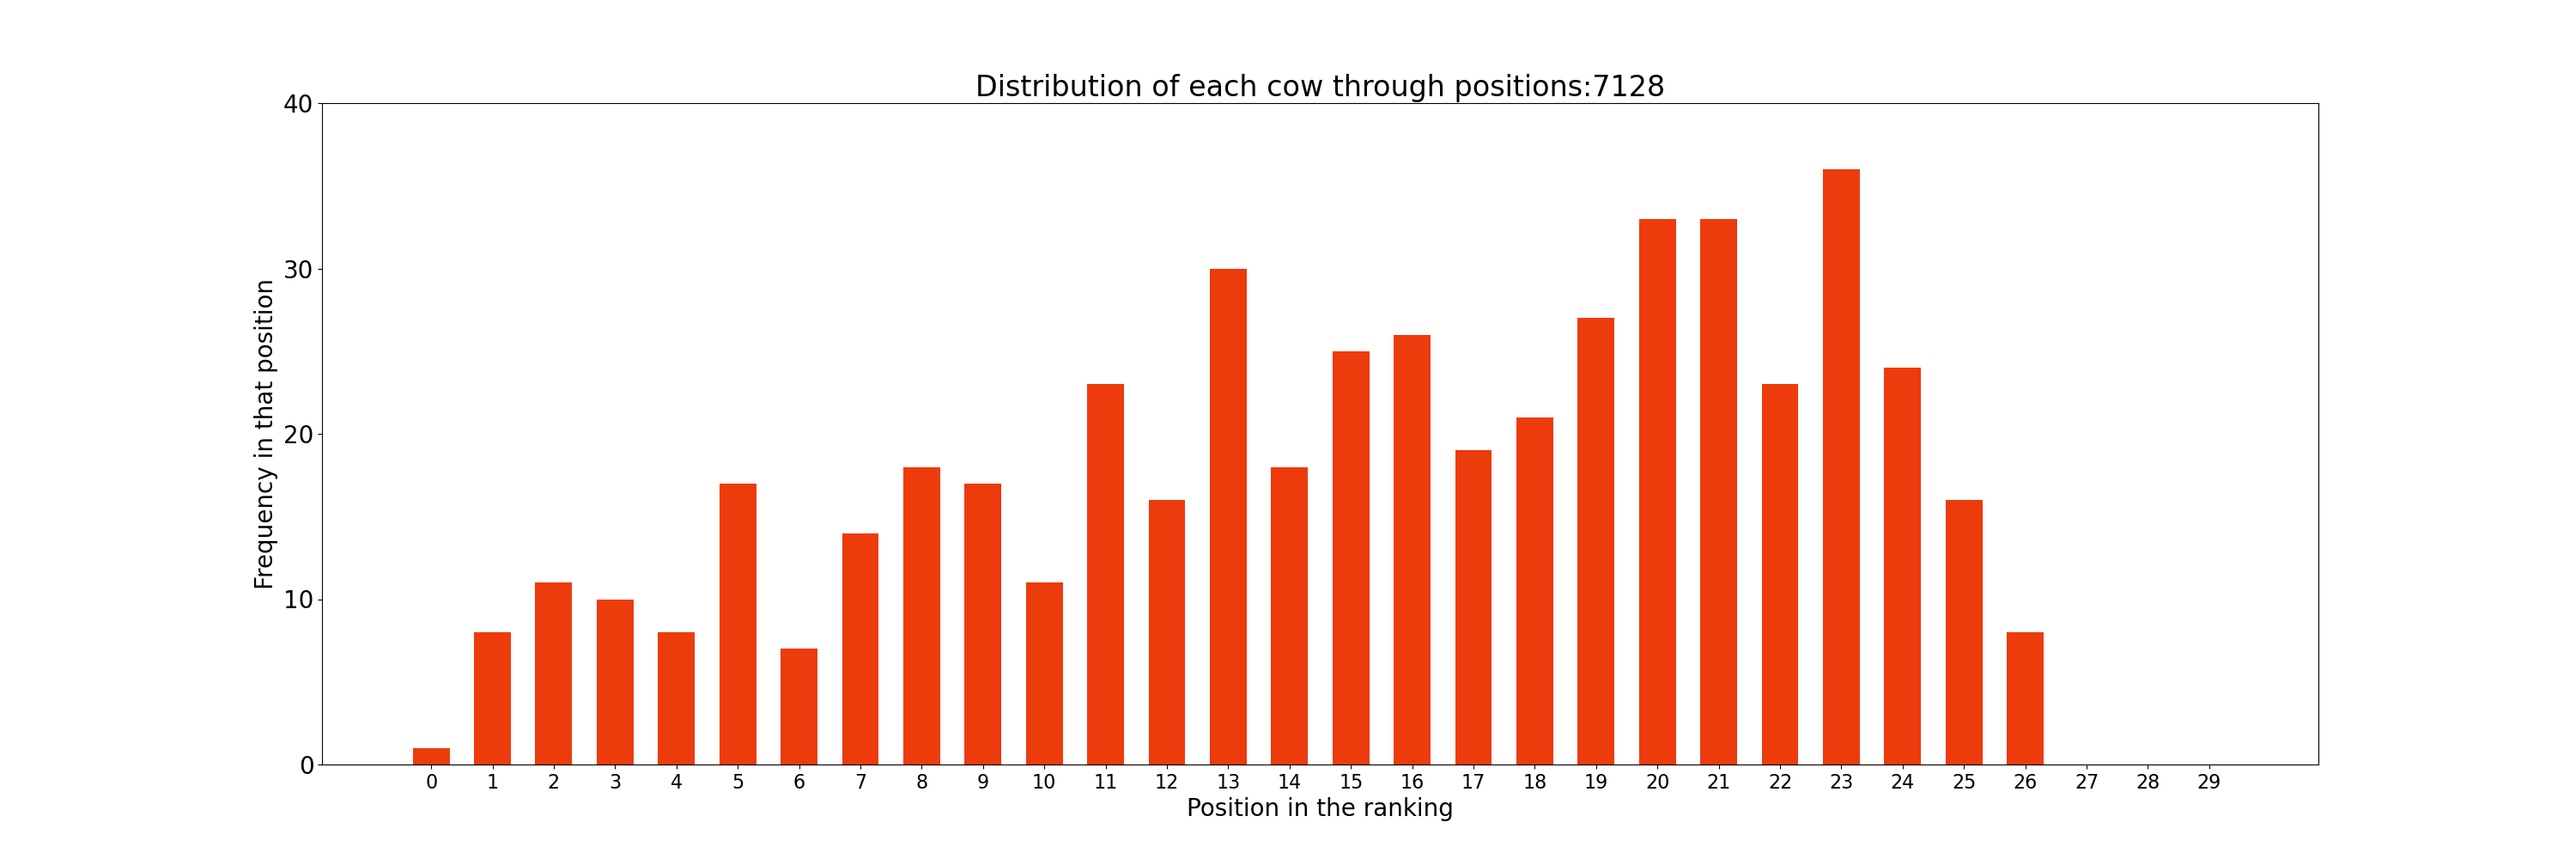 Distribution of each cow through positions:7128
40
30
20
10
0
Frequency in that position
0 1 2 3 4 5 6 7 8 9 10 11 12 13 14 15 16 17 18 19 20 21 22 23 24 25 26 27 28 29
Position in the ranking